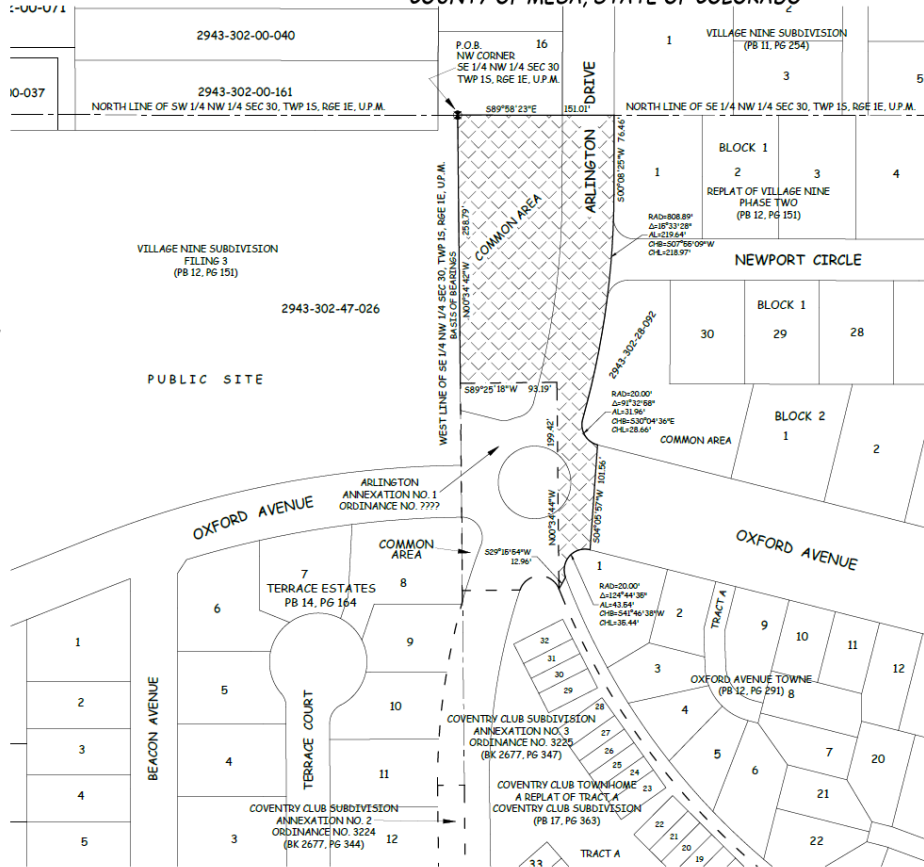 COUNTY OF MESA, STATE OF COLORADO
2-00-071
2943-302-00-040
P.O.B.
NW CORNER
SE 1/4 NW 1/4 SEC 30
TWP 1S, RGE 1E, U.P.M.
16
1
2
VILLAGE NINE SUBDIVISION
(PB 11, PG 254)
3
5
00-037
2943-302-00-161
NORTH LINE OF SW 1/4 NW 1/4 SEC 30, TWP 1S, RGE 1E, U.P.M.
S89°58'23"E 151.01'
NORTH LINE OF SE 1/4 NW 1/4 SEC 30, TWP 1S, RGE 1E, U.P.M.
ARLINGTON DRIVE
S00°08'25"W 76.46'
BLOCK 1
1
2
3
4
REPLAT OF VILLAGE NINE
PHASE TWO
(PB 12, PG 151)
COMMON AREA
WEST LINE OF SE 1/4 NW 1/4 SEC 30, TWP 1S, RGE 1E, U.P.M.
BASIS OF BEARINGS
N00°34'42"W 258.79'
RAD=808.89'
Δ=15°33'28"
AL=219.64'
CHB=S07°55'09"W
CHL=218.97'
VILLAGE NINE SUBDIVISION
FILING 3
(PB 12, PG 151)
NEWPORT CIRCLE
2943-302-47-026
BLOCK 1
30
29
28
2943-302-28-092
PUBLIC SITE
S89°25'18"W 93.19'
RAD=20.00'
Δ=91°32'58"
AL=31.96'
CHB=S30°04'36"E
CHL=28.66'
BLOCK 2
1
2
COMMON AREA
199.42'
N00°34'44"W
S04°05'57"W 101.56'
ARLINGTON
ANNEXATION NO. 1
ORDINANCE NO. ????
OXFORD AVENUE
OXFORD AVENUE
COMMON
AREA
S29°15'54"W
12.96'
7
TERRACE ESTATES
PB 14, PG 164
8
6
1
RAD=20.00'
Δ=124°44'35"
AL=43.54'
CHB=S41°46'38"W
CHL=35.44'
2
TRACT A
9
10
11
12
1
9
32
31
30
29
3
OXFORD AVENUE TOWNE
(PB 12, PG 291)
8
2
5
10
4
BEACON AVENUE
TERRACE COURT
COVENTRY CLUB SUBDIVISION
ANNEXATION NO. 3
ORDINANCE NO. 3225
(BK 2677, PG 347)
28
27
26
25
24
23
3
4
11
5
6
7
20
4
COVENTRY CLUB TOWNHOME
A REPLAT OF TRACT A
COVENTRY CLUB SUBDIVISION
(PB 17, PG 363)
21
COVENTRY CLUB SUBDIVISION
ANNEXATION NO. 2
ORDINANCE NO. 3224
(BK 2677, PG 344)
5
3
12
22
21
20
19
22
33
TRACT A